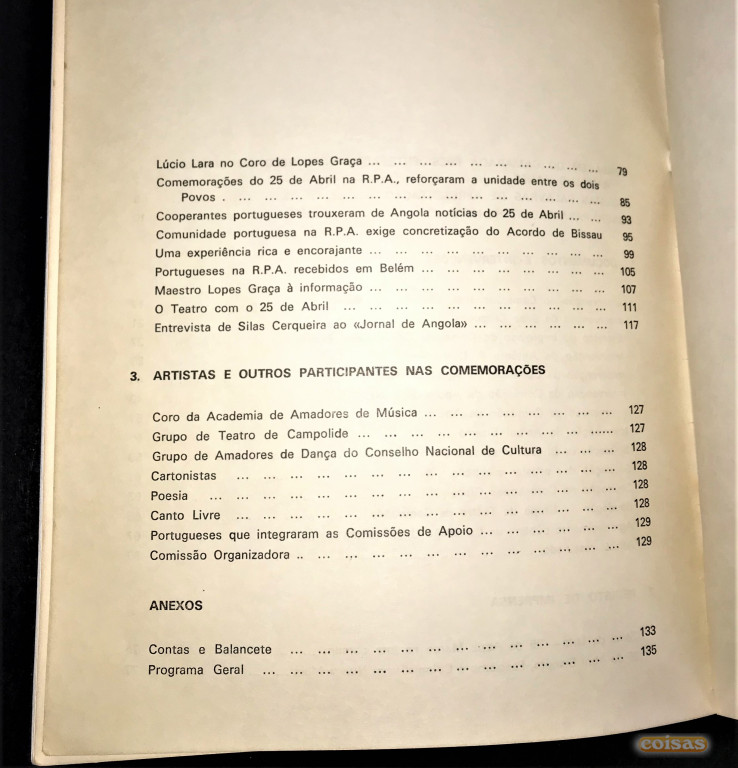 Lúcio Lara no Coro de Lopes Graça ... ... ... ... ... ... ... ... ... 79
Comemorações do 25 de Abril na R.P.A., reforçaram a unidade entre os dois
Povos . ... ... ... ... ... ... ... ... ... ... ... ... ... ... 85
Cooperantes portugueses trouxeram de Angola notícias do 25 de Abril ... ... 93
Comunidade portuguesa na R.P.A. exige concretização do Acordo de Bissau 95
Uma experiência rica e encorajante ... ... ... ... ... ... ... ... ... 99
Portugueses na R.P.A. recebidos em Belém ... ... ... ... ... ... ... ... 105
Maestro Lopes Graça à informação ... ... ... ... ... ... ... ... ... ... 107
O Teatro com o 25 de Abril ... ... ... ... ... ... ... ... ... ... ... 111
Entrevista de Silas Cerqueira ao «Jornal de Angola» ... ... ... ... ... ... 117
3. ARTISTAS E OUTROS PARTICIPANTES NAS COMEMORAÇÕES
Coro da Academia de Amadores de Música ... ... ... ... ... ... ... ... 127
Grupo de Teatro de Campolide ... ... ... ... ... ... ... ... ... ...... 127
Grupo de Amadores de Dança do Conselho Nacional de Cultura ... ... ... 128
Cartonistas ... ... ... ... ... ... ... ... ... ... ... ... ... ... ... 128
Poesia ... ... ... ... ... ... ... ... ... ... ... ... ... ... ... ... 128
Canto Livre ... ... ... ... ... ... ... ... ... ... ... ... ... ... ... 128
Portugueses que integraram as Comissões de Apoio ... ... ... ... ... ... 129
Comissão Organizadora .. ... ... ... ... ... ... ... ... ... ... ... ... 129
ANEXOS
Contas e Balancete ... ... ... ... ... ... ... ... ... ... ... ... ... 133
Programa Geral ... ... ... ... ... ... ... ... ... ... ... ... ... ... 135
coisas